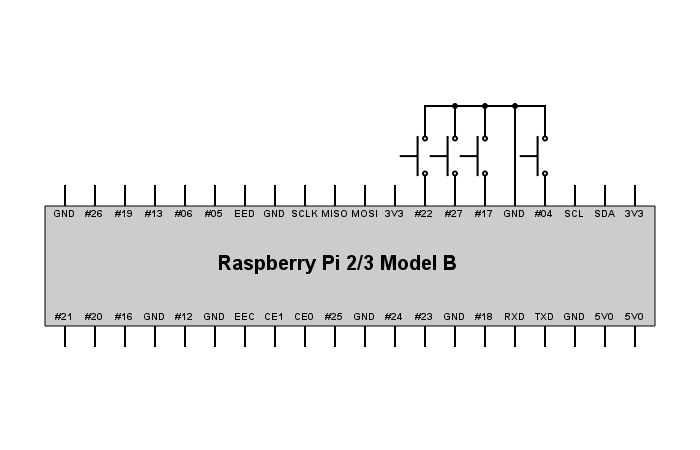 GND #26 #19 #13 #06 #05 EED GND SCLK MISO MOSI 3V3 #22 #27 #17 GND #04 SCL SDA 3V3
Raspberry Pi 2/3 Model B
#21 #20 #16 GND #12 GND EEC CE1 CE0 #25 GND #24 #23 GND #18 RXD TXD GND 5V0 5V0